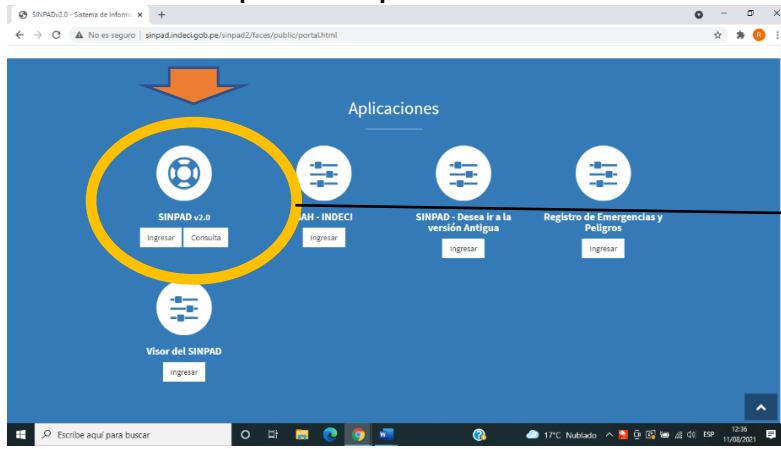 SINPADv2.0 - Sistema de Informa
No es seguro | sinpad.indeci.gob.pe/sinpad2/faces/public/portal.html
R
Aplicaciones
SINPAD v2.0
Ingresar Consulta
AH - INDECI
Ingresar
SINPAD - Desea ir a la
versión Antigua
Ingresar
Registro de Emergencias y
Peligros
Ingresar
Visor del SINPAD
Ingresar
Escribe aquí para buscar
17°C Nublado
ESP
12:36
11/08/2021